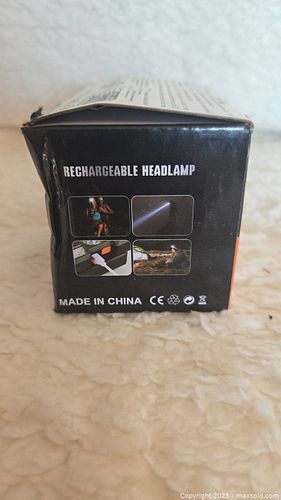 RECHARGEABLE HEADLAMP
MADE IN CHINA CE
Copyright 2025 - maxsold.com